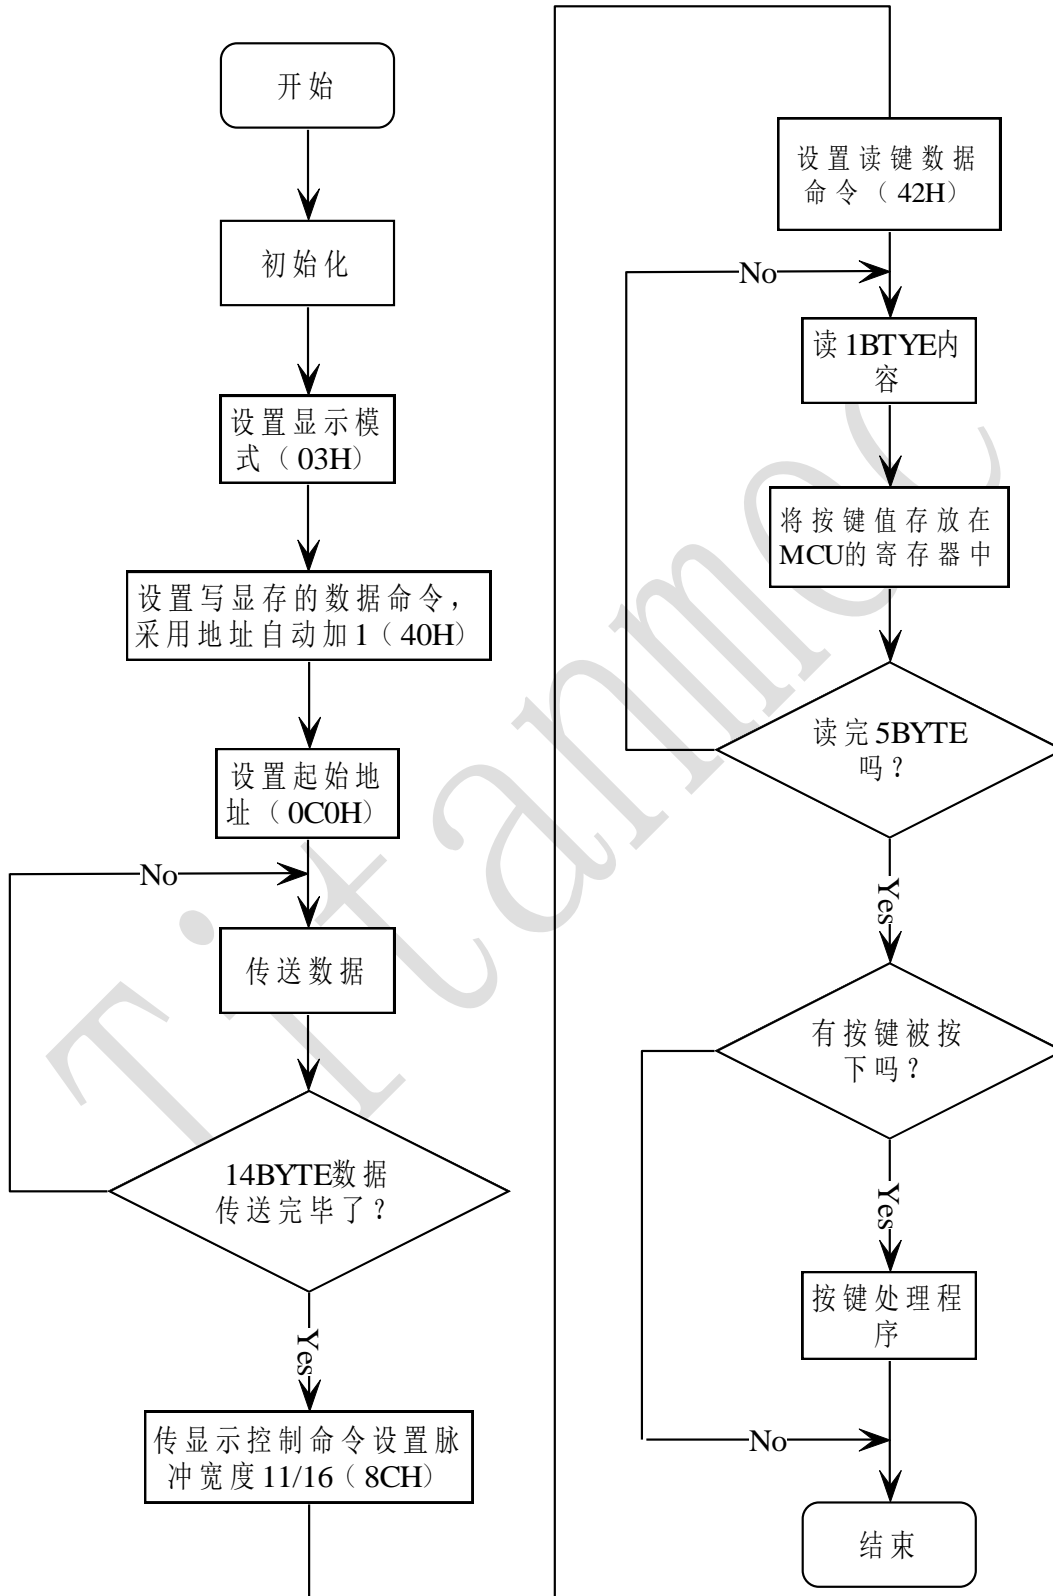 开始
初始化
设置显示模
式（03H）
设置写显存的数据命令，
采用地址自动加1（40H）
设置起始地
址（0C0H）
No
传送数据
14BYTE数据
传送完毕了？
Yes
传显示控制命令设置脉
冲宽度11/16（8CH）
设置读键数据
命令（42H）
No
读1BTYE内
容
将按键值存放在
MCU的寄存器中
读完5BYTE
吗？
Yes
有按键被按
下吗？
Yes
按键处理程
序
No
结束
Titanmec